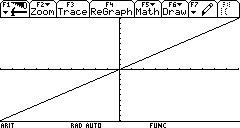 F1 F2 Zoom F3 Trace F4 ReGraph F5 Math F6 Draw F7
ARIT RAD AUTO FUNC